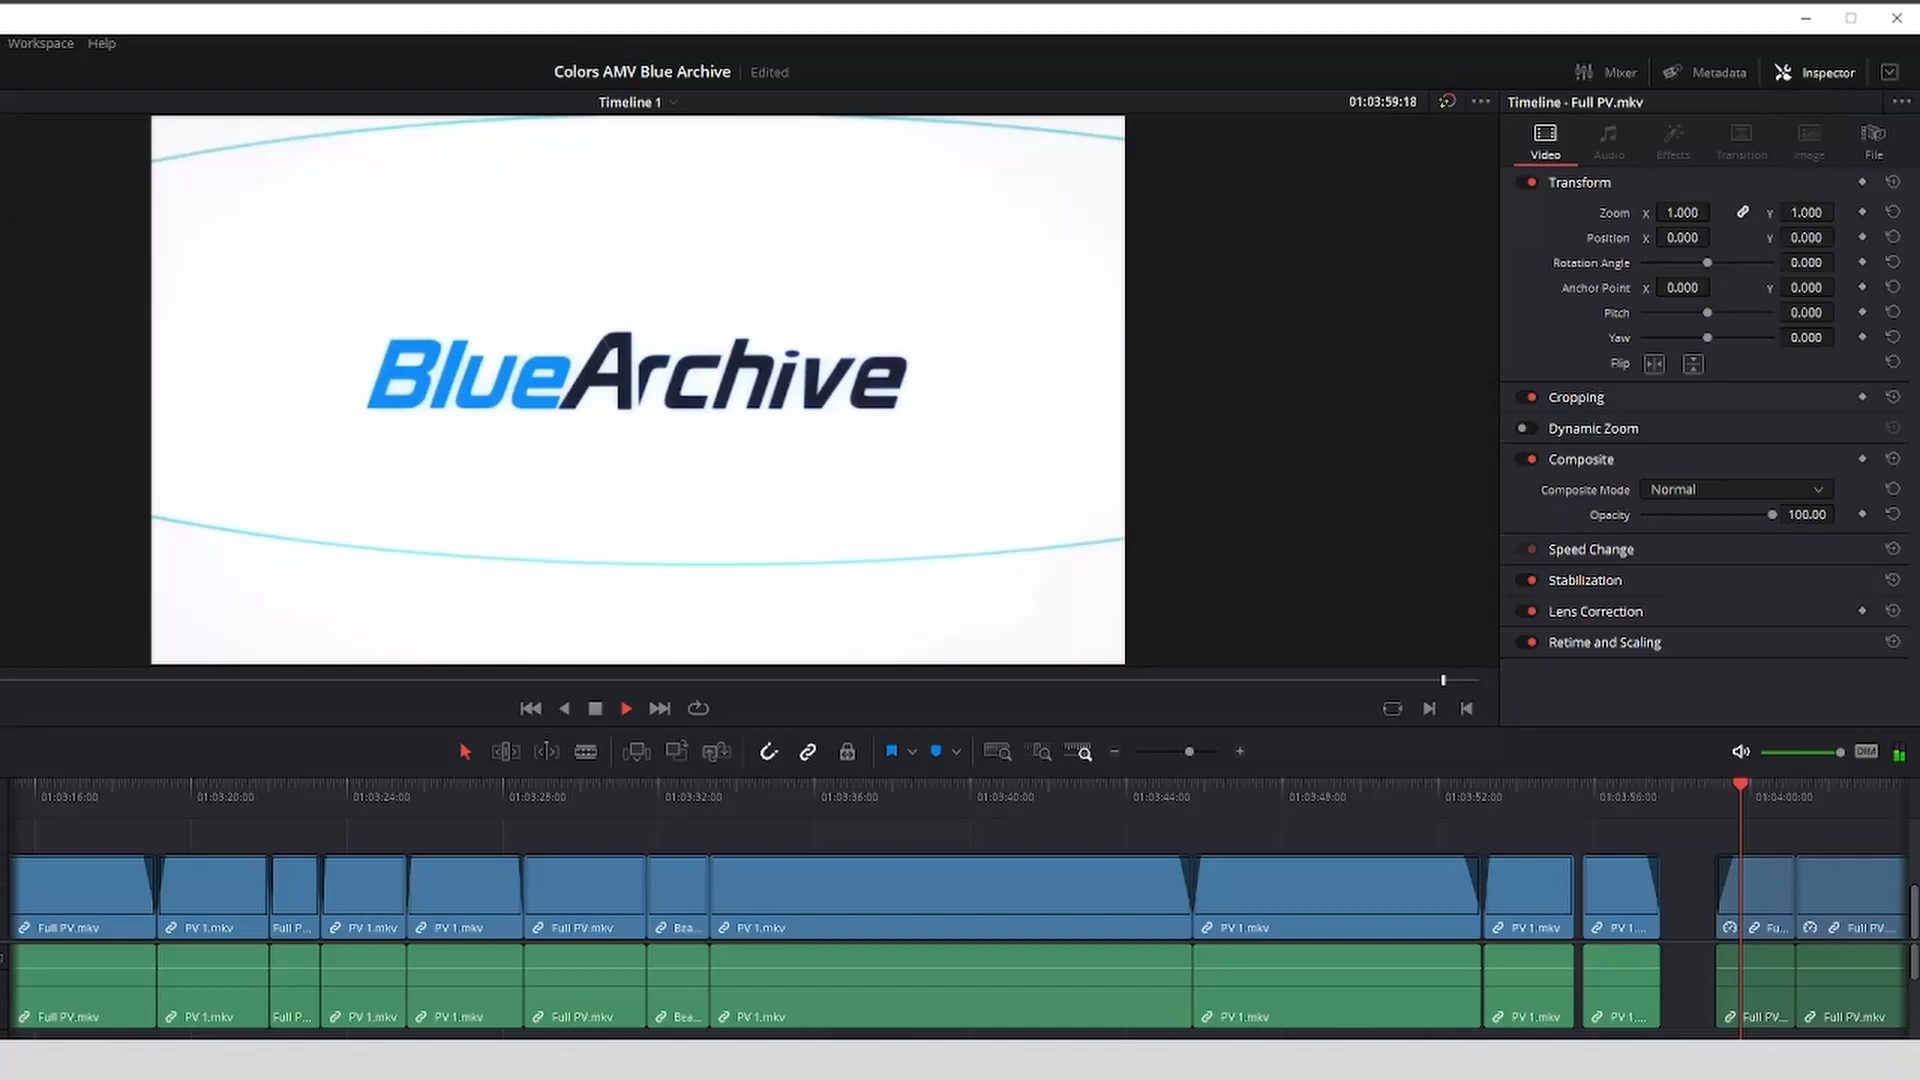 Workspace Help
Colors AMV Blue Archive Edited
Mixer Metadata Inspector
Timeline 1
01:03:59:18
Timeline - Full PV.mkv
Video Audio Effects Transition Image File
Transform
Zoom X 1.000 Y 1.000
Position X 0.000 Y 0.000
Rotation Angle 0.000
Anchor Point X 0.000 Y 0.000
Pitch 0.000
Yaw 0.000
Flip
Cropping
Dynamic Zoom
Composite
Composite Mode Normal
Opacity 100.00
Speed Change
Stabilization
Lens Correction
Retime and Scaling
BlueArchive
DIM
01:03:16:00 01:03:20:00 01:03:24:00 01:03:28:00 01:03:32:00 01:03:36:00 01:03:40:00 01:03:44:00 01:03:48:00 01:03:52:00 01:03:56:00 01:04:00:00
Full PV.mkv PV 1.mkv Full P... PV 1.mkv PV 1.mkv Full PV.mkv Bea... PV 1.mkv PV 1.mkv PV 1.mkv PV 1.... Fu... Full PV...
Full PV.mkv PV 1.mkv Full P... PV 1.mkv PV 1.mkv Full PV.mkv Bea... PV 1.mkv PV 1.mkv PV 1.mkv PV 1.... Full PV... Full PV.mkv